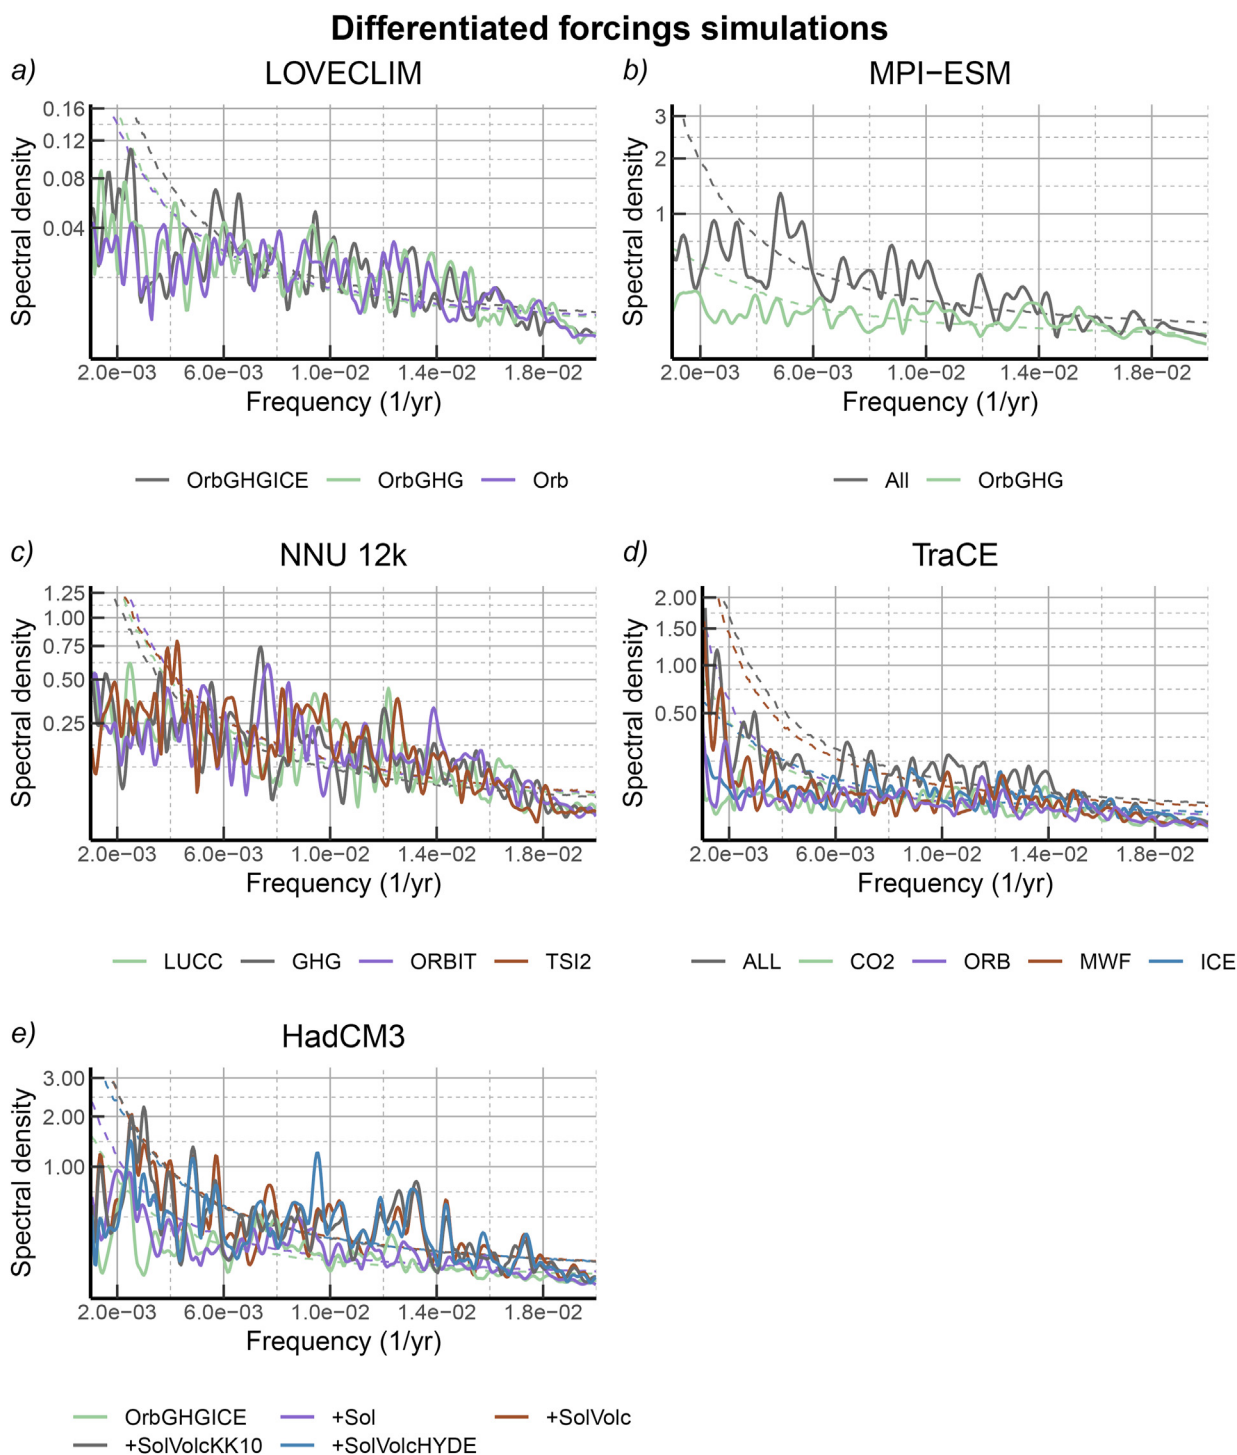 Differentiated forcings simulations
a)
LOVECLIM
Spectral density
0.16
0.12
0.08
0.04
2.0e−03 6.0e−03 1.0e−02 1.4e−02 1.8e−02
Frequency (1/yr)
OrbGHGICE OrbGHG Orb
b)
MPI−ESM
Spectral density
3
2
1
2.0e−03 6.0e−03 1.0e−02 1.4e−02 1.8e−02
Frequency (1/yr)
All OrbGHG
c)
NNU 12k
Spectral density
1.25
1.00
0.75
0.50
0.25
2.0e−03 6.0e−03 1.0e−02 1.4e−02 1.8e−02
Frequency (1/yr)
LUCC GHG ORBIT TSI2
d)
TraCE
Spectral density
2.00
1.50
1.00
0.50
2.0e−03 6.0e−03 1.0e−02 1.4e−02 1.8e−02
Frequency (1/yr)
ALL CO2 ORB MWF ICE
e)
HadCM3
Spectral density
3.00
2.00
1.00
2.0e−03 6.0e−03 1.0e−02 1.4e−02 1.8e−02
Frequency (1/yr)
OrbGHGICE +Sol +SolVolc
+SolVolcKK10 +SolVolcHYDE